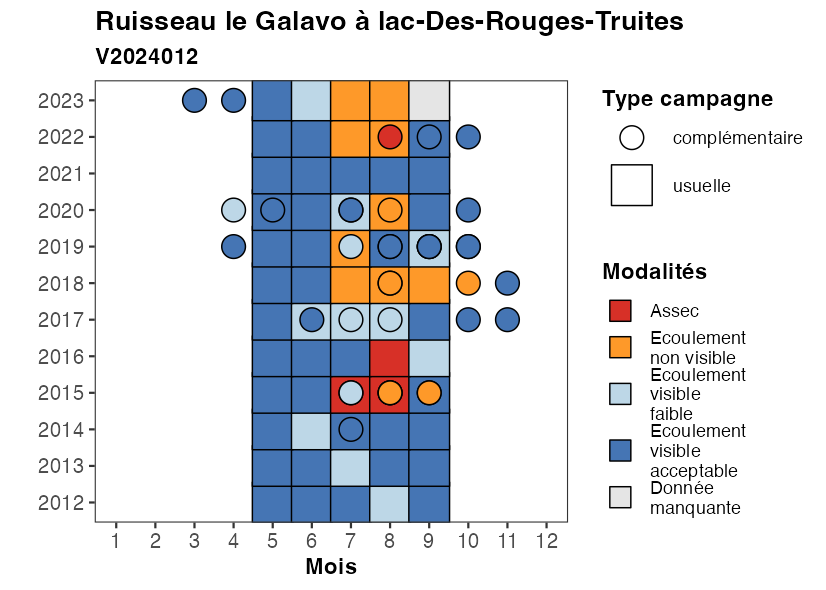 Ruisseau le Galavo à lac-Des-Rouges-Truites
V2024012
2023
2022
2021
2020
2019
2018
2017
2016
2015
2014
2013
2012
1 2 3 4 5 6 7 8 9 10 11 12
Mois
Type campagne
complémentaire
usuelle
Modalités
Assec
Ecoulement
non visible
Ecoulement
visible
faible
Ecoulement
visible
acceptable
Donnée
manquante